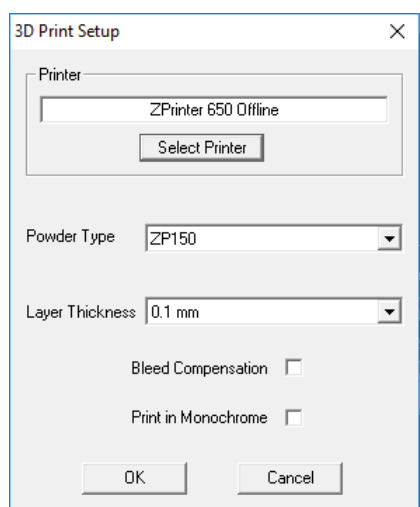 3D Print Setup
Printer
ZPrinter 650 Offline
Select Printer
Powder Type ZP150
Layer Thickness 0.1 mm
Bleed Compensation
Print in Monochrome
OK Cancel